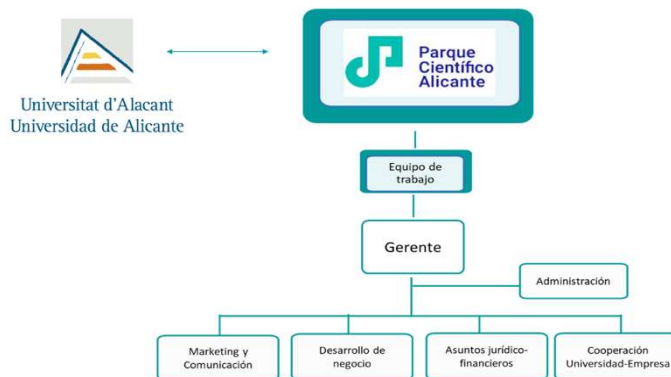 Universitat d'Alacant
Universidad de Alicante
Parque
Científico
Alicante
Equipo de
trabajo
Gerente
Administración
Marketing y
Comunicación
Desarrollo de
negocio
Asuntos jurídico-
financieros
Cooperación
Universidad-Empresa